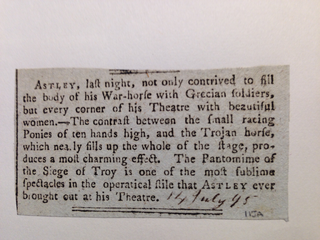 ASTLEY, laſt night, not only contrived to fill
the body of his War-horſe with Grecian ſoldiers,
but every corner of his Theatre with beautiful
women.—The contraſt between the ſmall racing
Ponies of ten hands high, and the Trojan horſe,
which nearly fills up the whole of the ſtage, pro-
duces a moſt charming effect. The Pantomime of
the Siege of Troy is one of the moſt ſublime
ſpectacles in the operatical ſtile that ASTLEY ever
brought out at his Theatre. 14 July 95